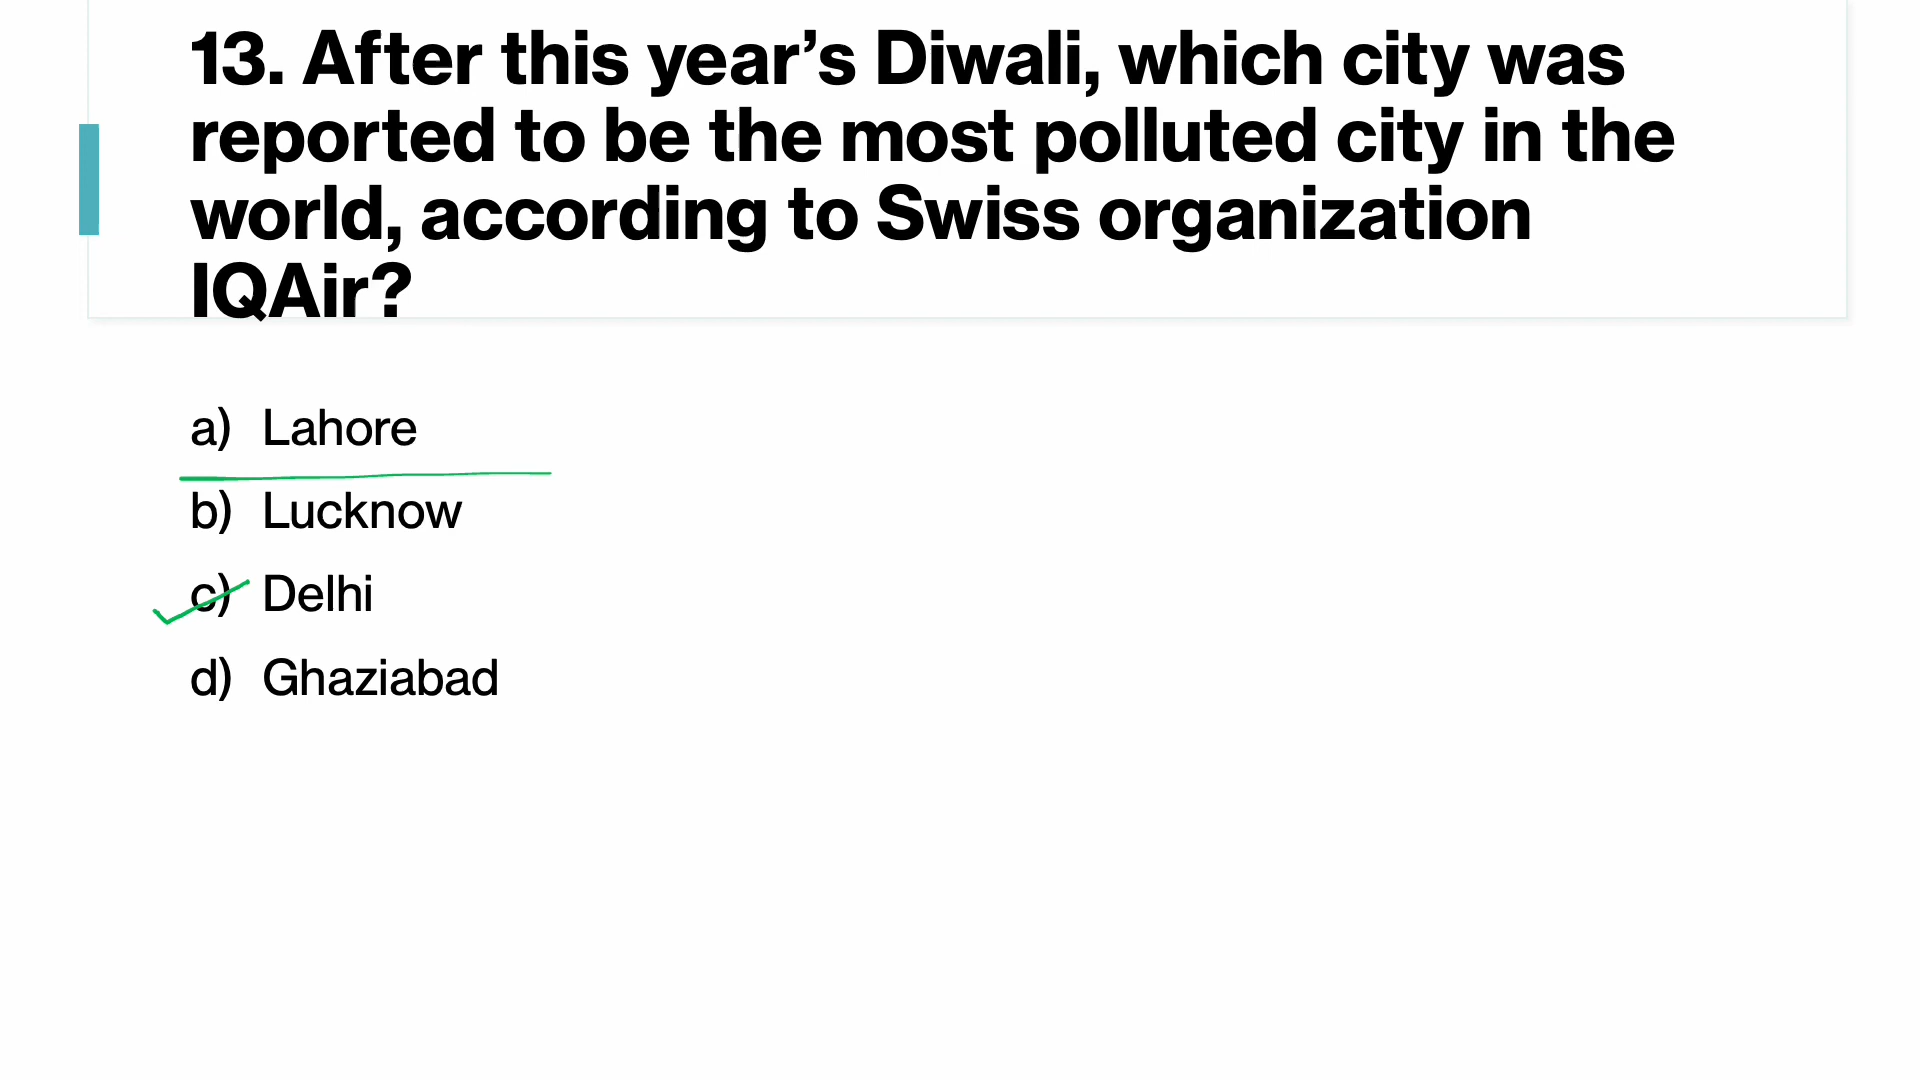 13. After this year’s Diwali, which city was
reported to be the most polluted city in the
world, according to Swiss organization
IQAir?
a) Lahore
b) Lucknow
c) Delhi
d) Ghaziabad